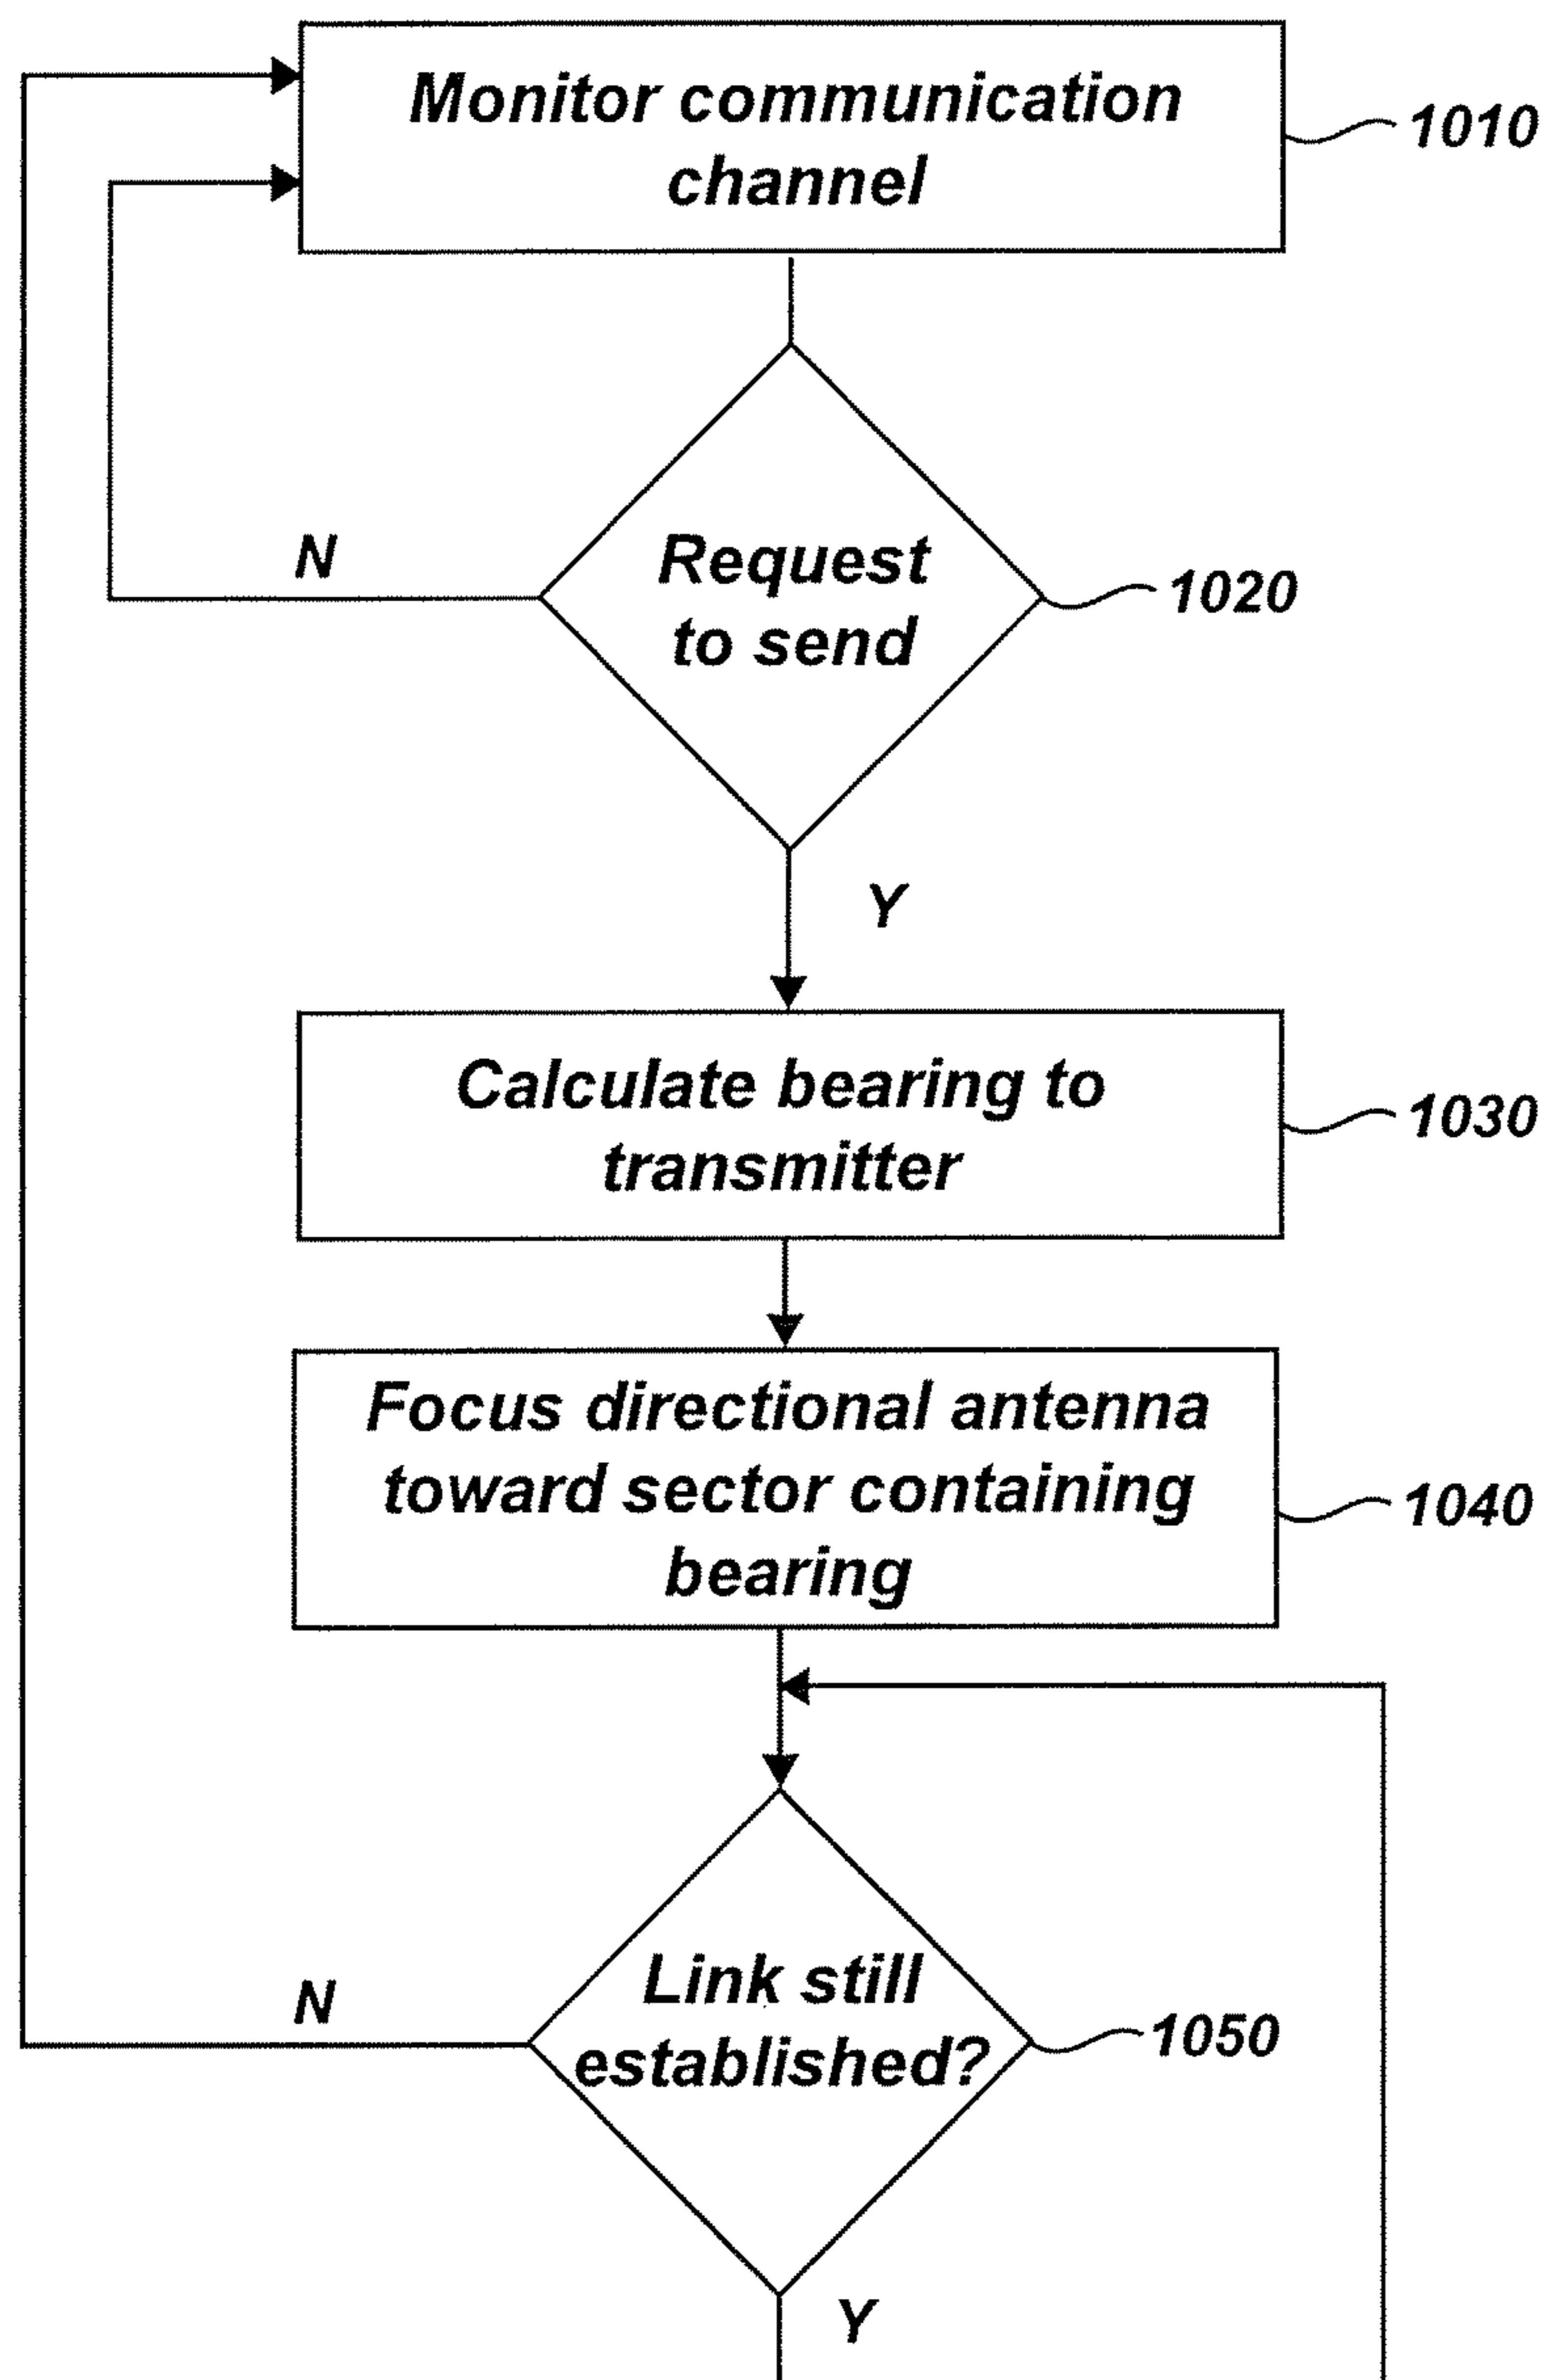 Monitor communication
channel
1010
N
Request
to send
1020
Y
Calculate bearing to
transmitter
1030
Focus directional antenna
toward sector containing
bearing
1040
N
Link still
established?
1050
Y